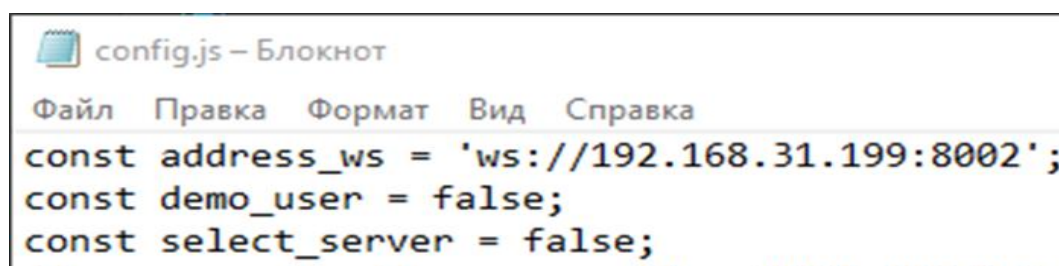 config.js – Блокнот
Файл Правка Формат Вид Справка
const address_ws = 'ws://192.168.31.199:8002';
const demo_user = false;
const select_server = false;